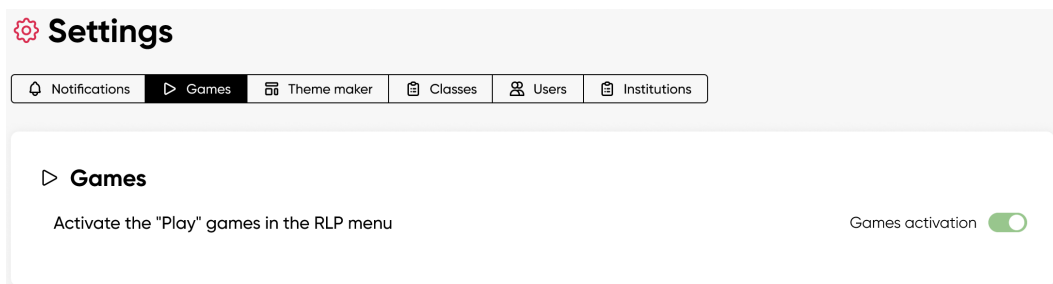 Settings
Notifications Games Theme maker Classes Users Institutions
Games
Activate the "Play" games in the RLP menu Games activation